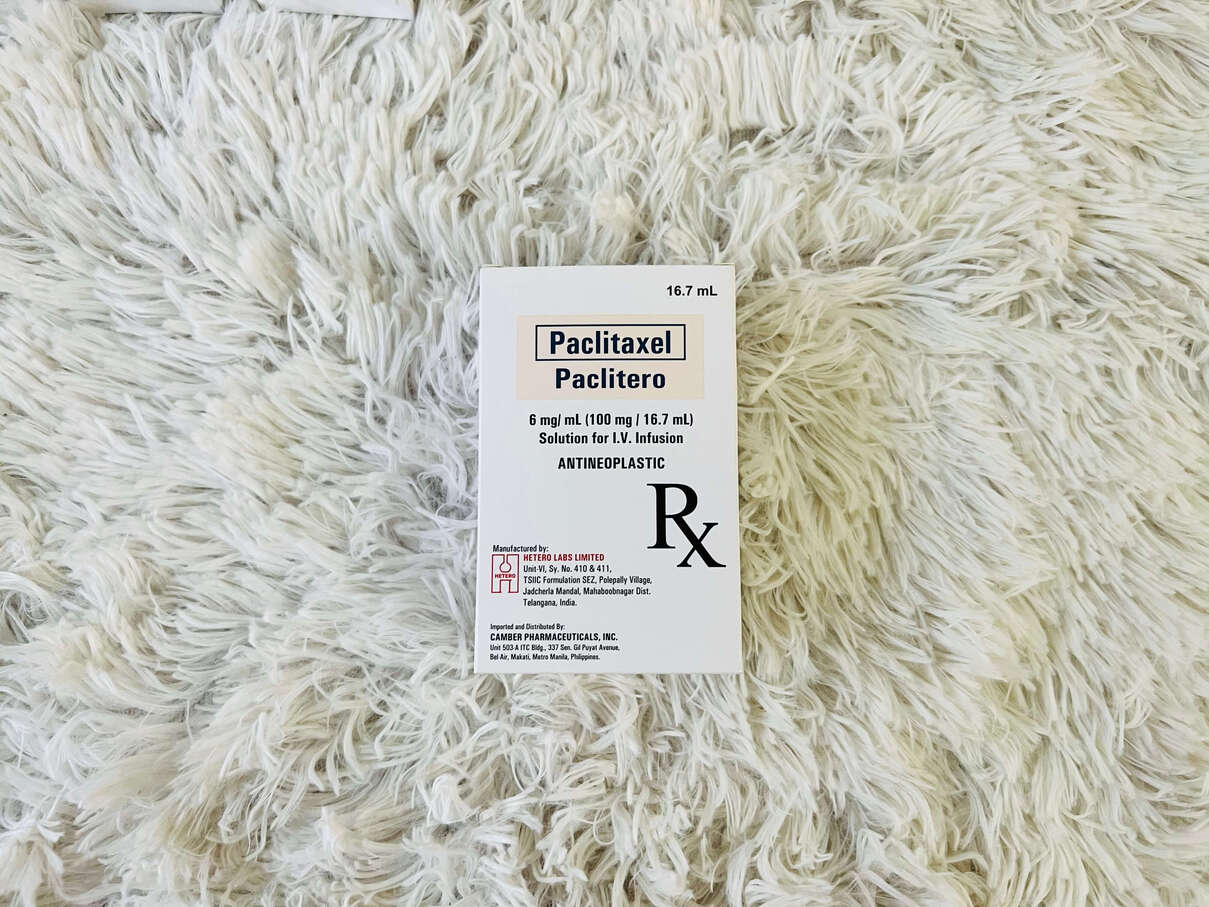 16.7 mL
Paclitaxel
Paclitero
6 mg/ mL (100 mg / 16.7 mL)
Solution for I.V. Infusion
ANTINEOPLASTIC
Rx
Manufactured by:
HETERO LABS LIMITED
HETERO
Unit-VI, Sy. No. 410 & 411,
TSIIC Formulation SEZ, Polepally Village,
Jadcherla Mandal, Mahaboobnagar Dist.
Telangana, India.
Imported and Distributed By:
CAMBER PHARMACEUTICALS, INC.
Unit 503-A ITC Bldg., 337 Sen. Gil Puyat Avenue,
Bel-Air, Makati, Metro Manila, Philippines.